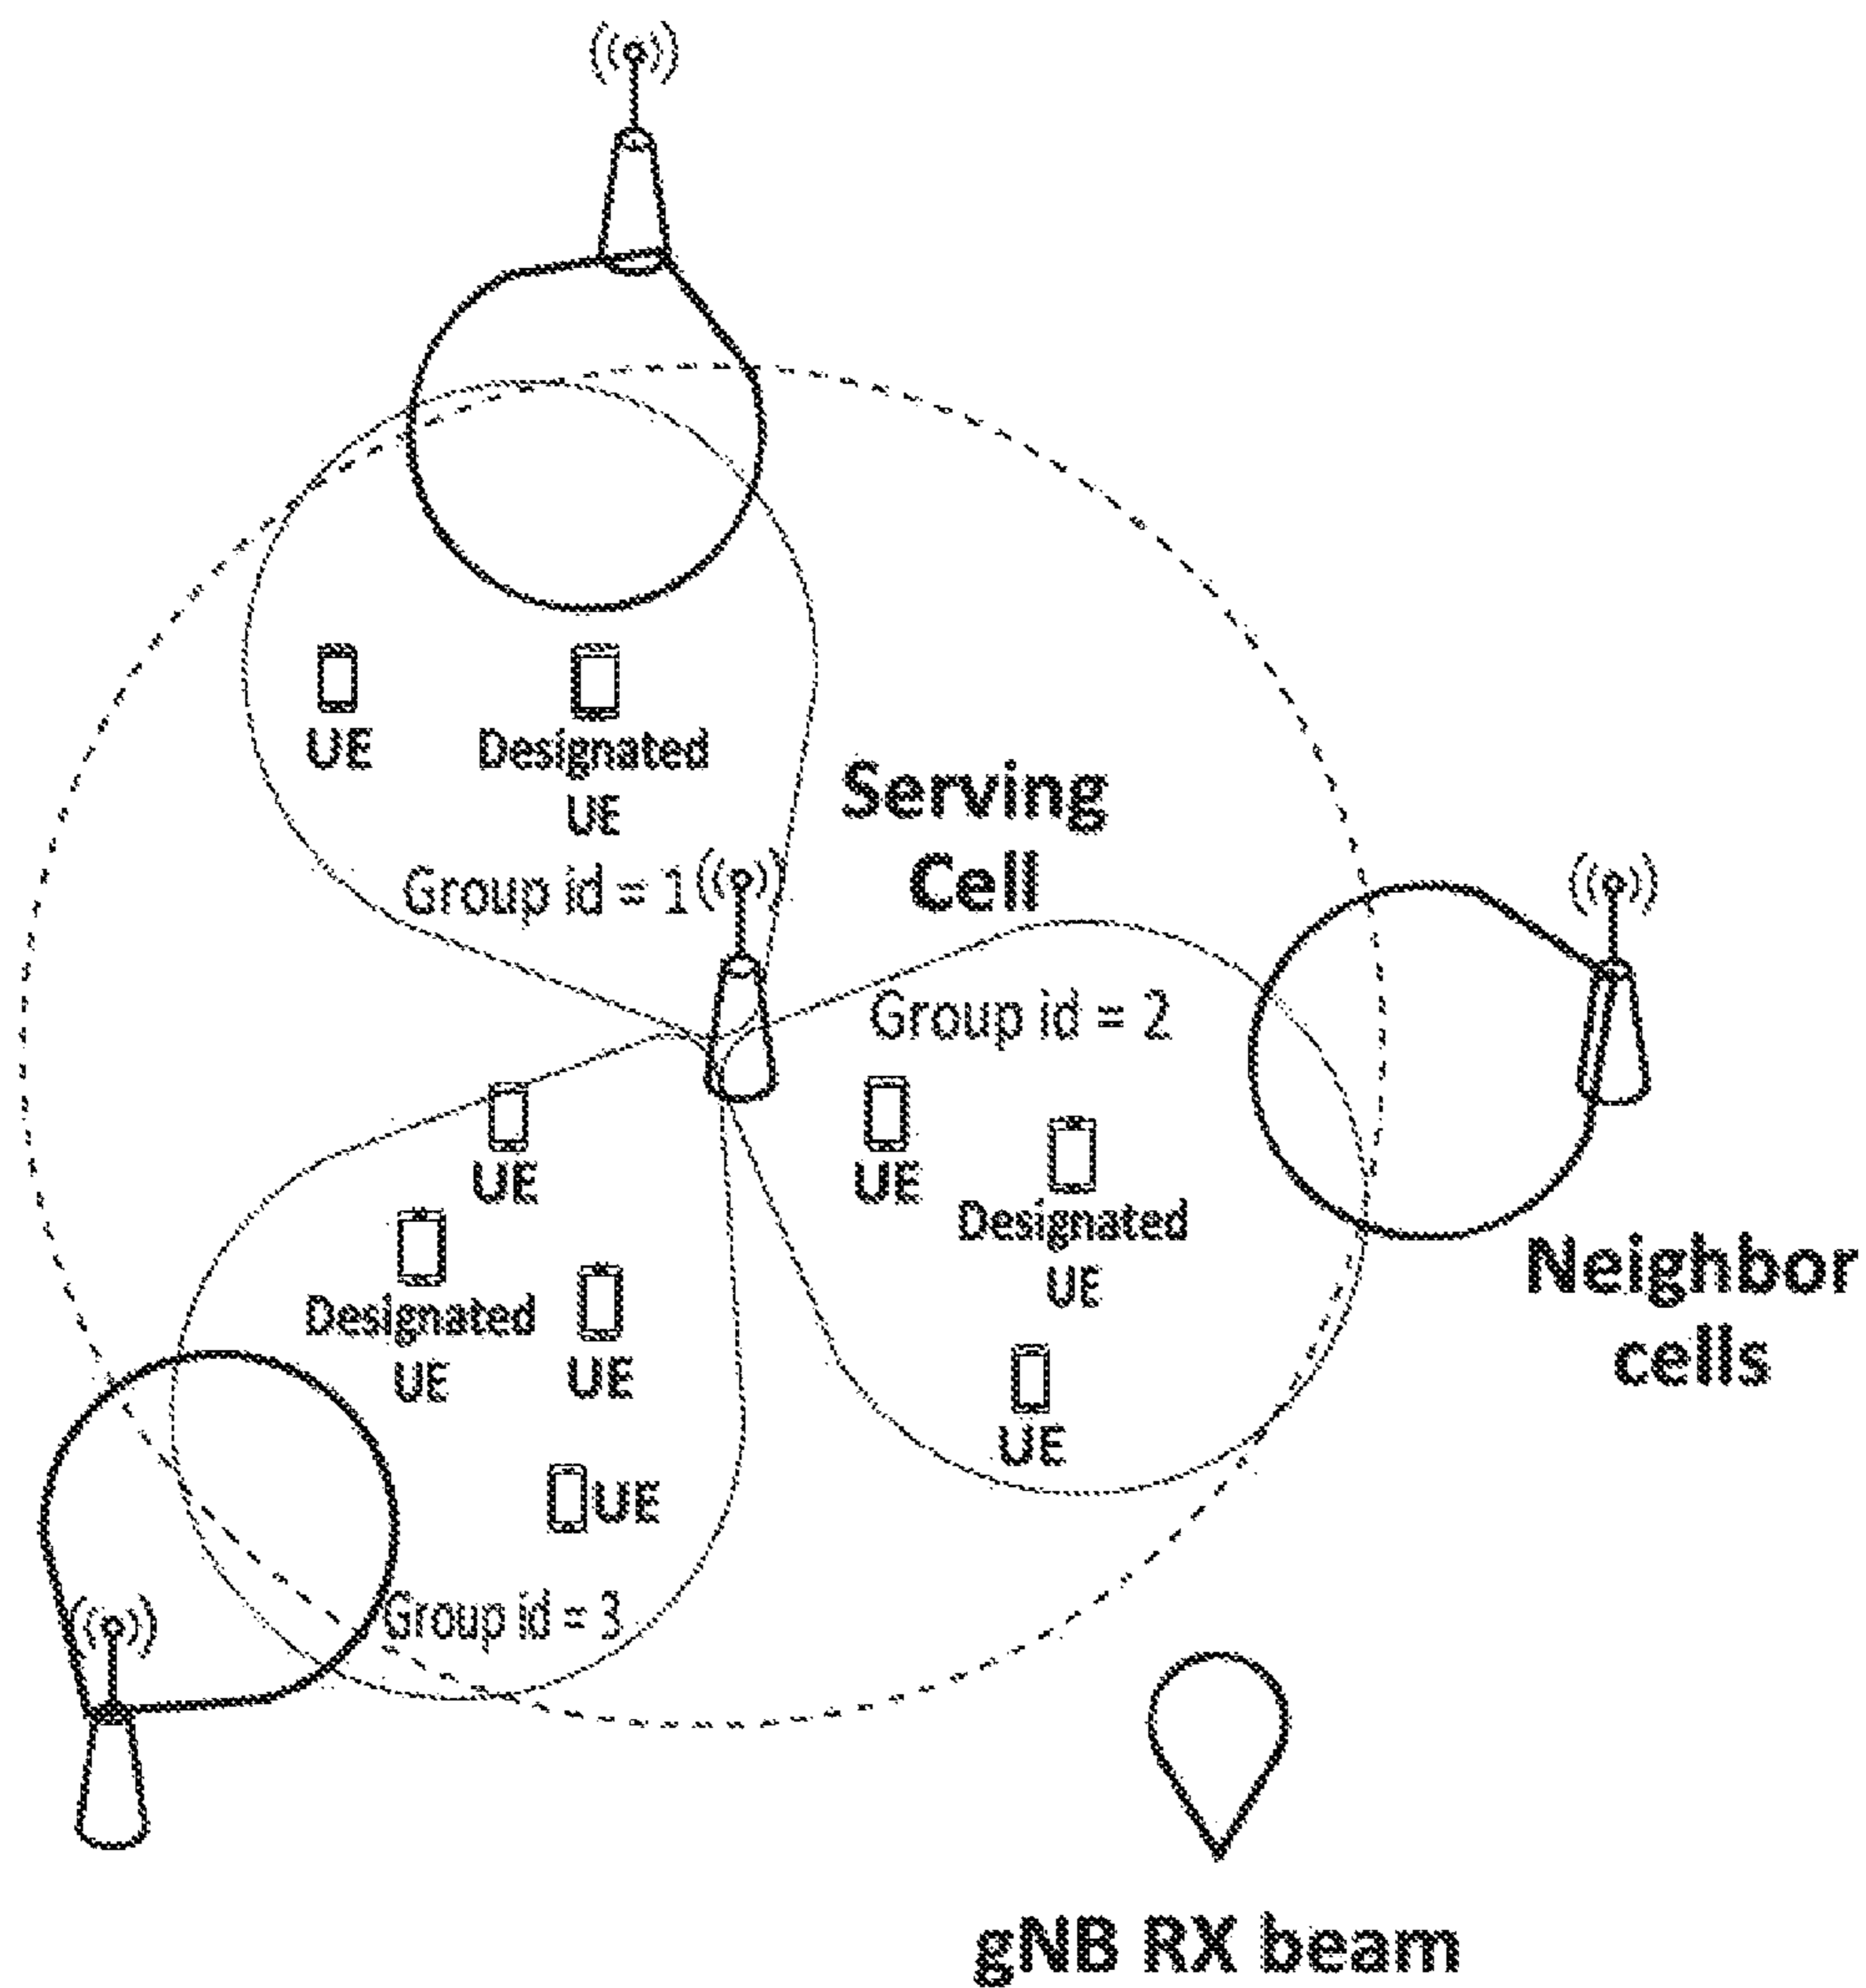 UE
Designated
UE
Group id = 1
Serving
Cell
Group id = 2
UE
Designated
UE
UE
Neighbor
cells
UE
Designated
UE
UE
UE
Group id = 3
gNB RX beam